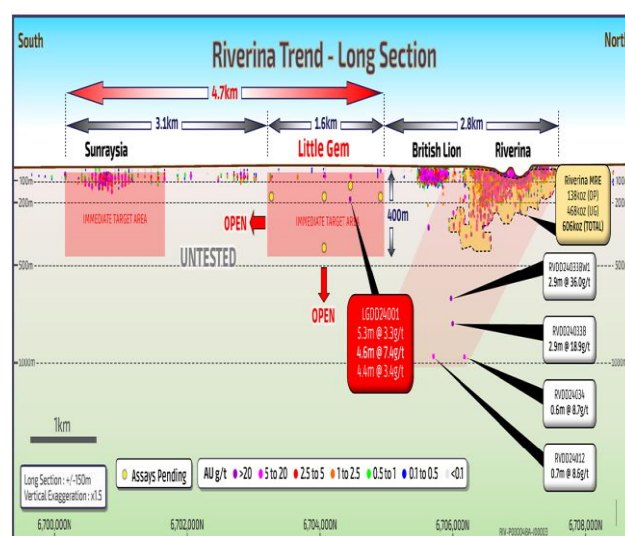 South
North
Riverina Trend - Long Section
4.7km
3.1km
1.6km
2.8km
Sunraysia
Little Gem
British Lion
Riverina
100m
200m
500m
1000m
100m
200m
500m
IMMEDIATE TARGET AREA
OPEN
IMMEDIATE TARGET AREA
400m
UNTESTED
OPEN
Riverina MRE
138koz (OP)
468koz (UG)
606koz (TOTAL)
LGDD24001
5.3m @ 3.3g/t
4.6m @ 7.4g/t
4.4m @ 3.4g/t
RVDD24033BW1
2.9m @ 36.0g/t
RVDD24033B
2.9m @ 18.9g/t
RVDD24034
0.6m @ 8.7g/t
RVDD24012
0.7m @ 8.6g/t
1km
Long Section : +/-150m
Vertical Exaggeration : x1.5
Assays Pending
AU g/t >20 5 to 20 2.5 to 5 1 to 2.5 0.5 to 1 0.1 to 0.5 <0.1
6,700,000N 6,702,000N 6,704,000N 6,706,000N 6,708,000N